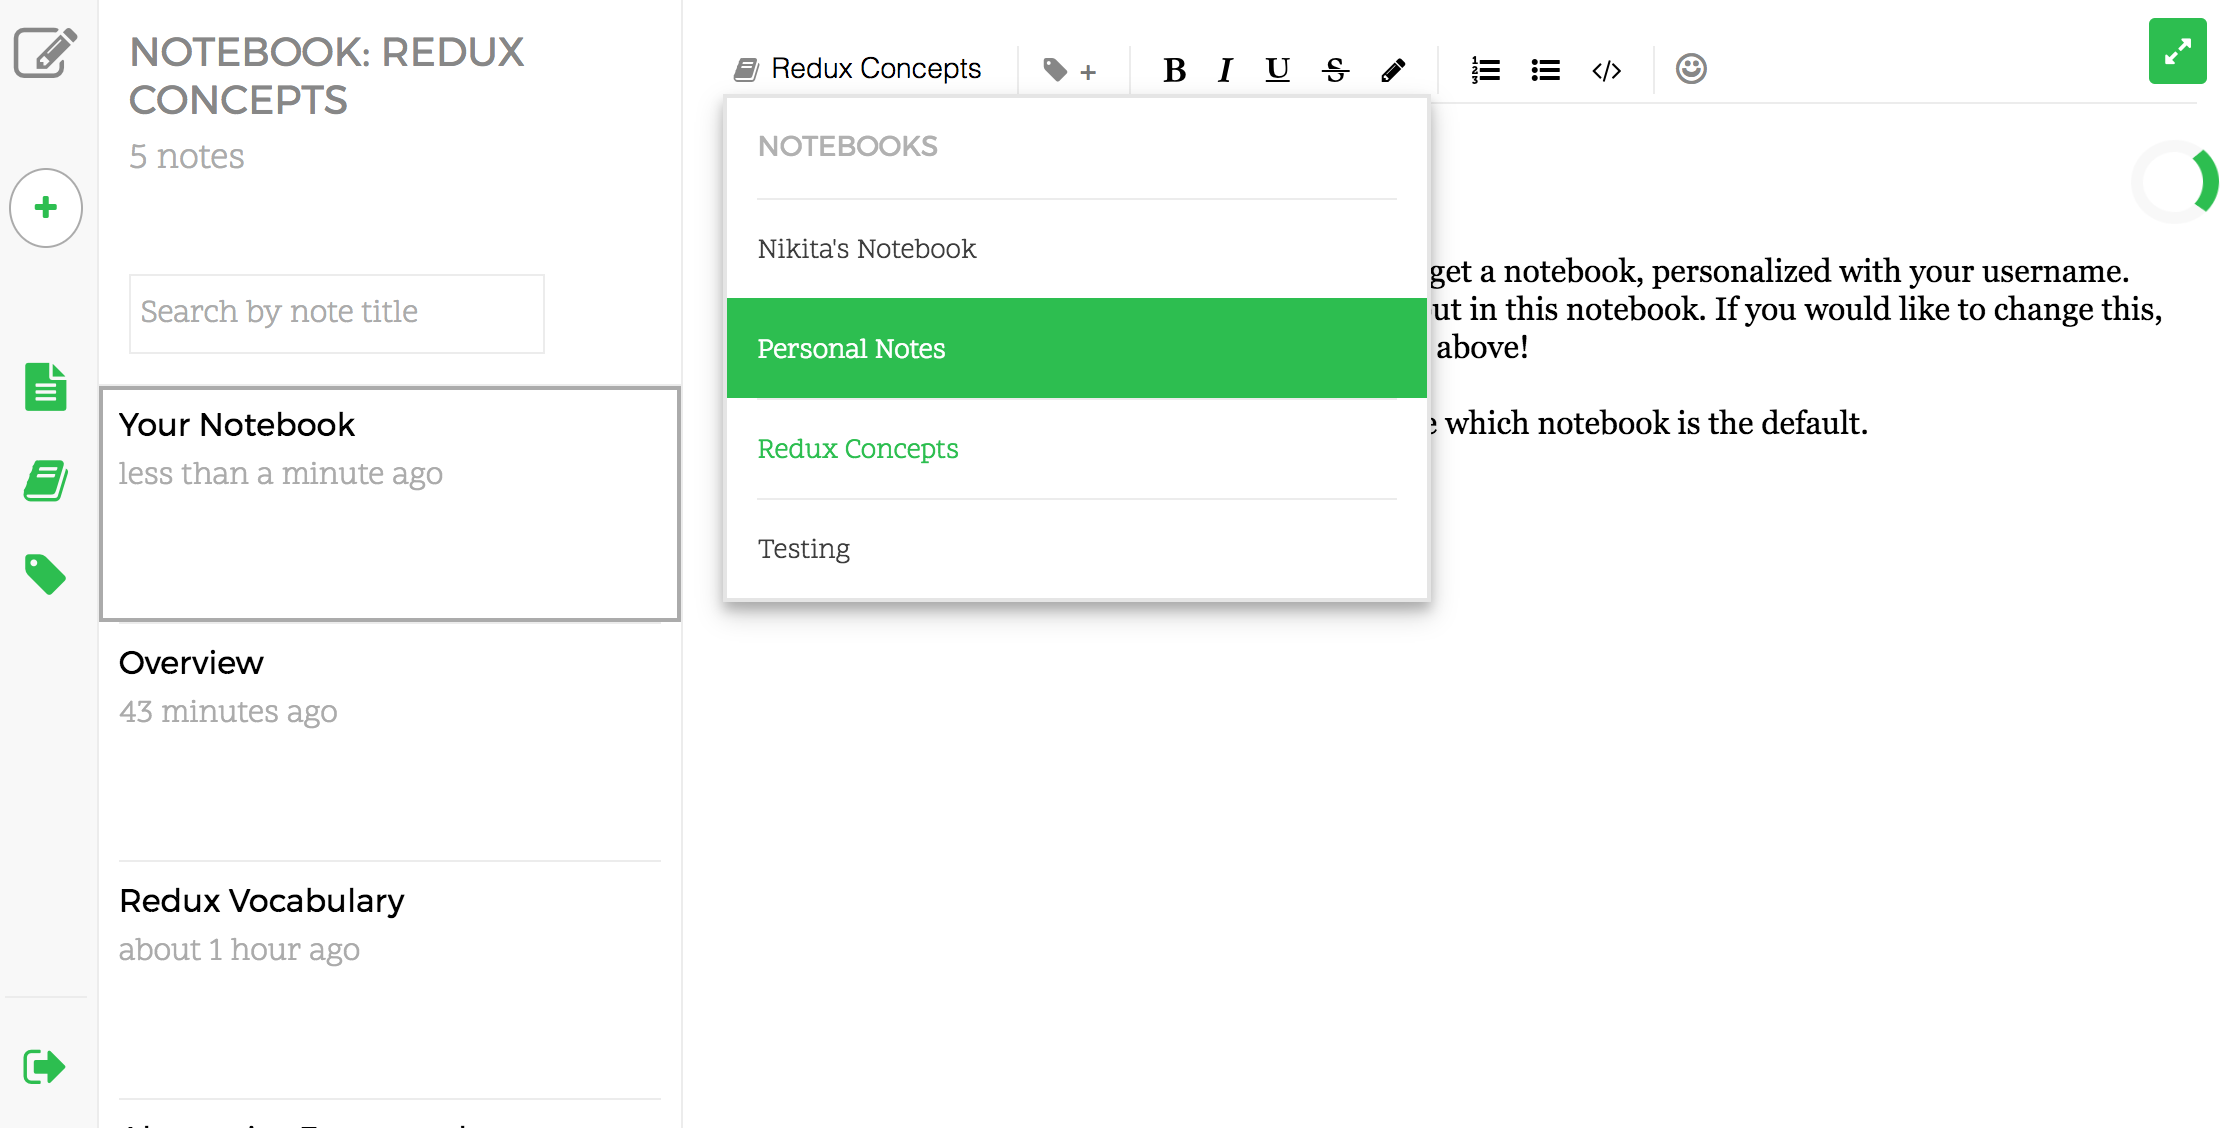 NOTEBOOK: REDUX
CONCEPTS
5 notes
Search by note title
Your Notebook
less than a minute ago
Overview
43 minutes ago
Redux Vocabulary
about 1 hour ago
Redux Concepts
+
B I U S
NOTEBOOKS
Nikita's Notebook
Personal Notes
Redux Concepts
Testing
get a notebook, personalized with your username.
in this notebook. If you would like to change this,
above!
which notebook is the default.